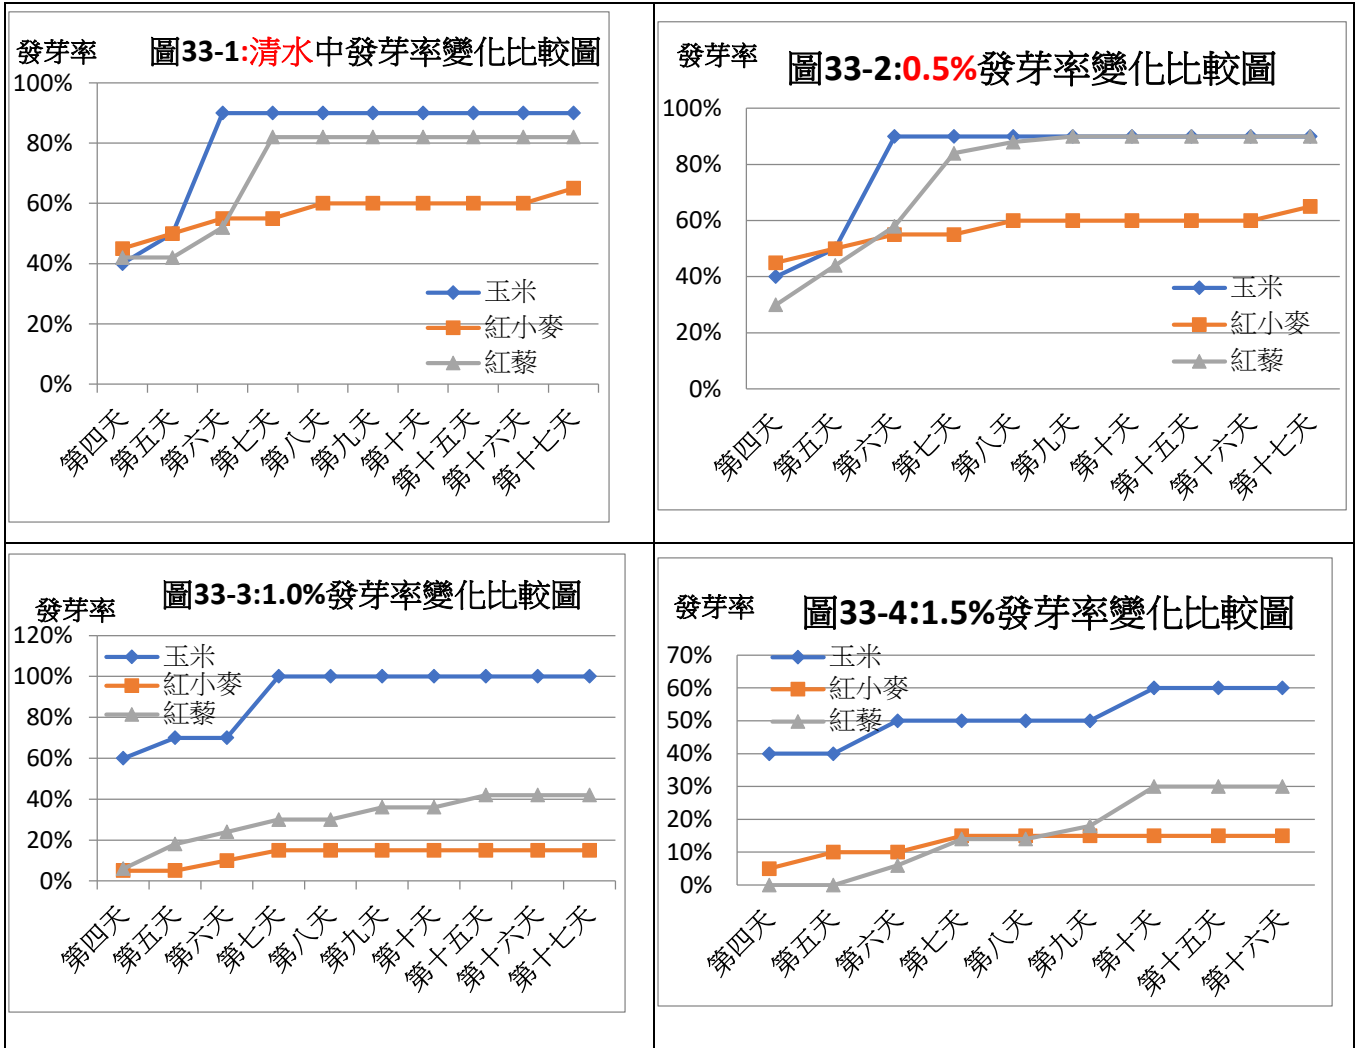 發芽率
圖33-1:清水中發芽率變化比較圖
100%
80%
60%
40%
20%
0%
玉米
紅小麥
紅藜
第四天
第五天
第六天
第七天
第八天
第九天
第十天
第十五天
第十六天
第十七天
發芽率
圖33-2:0.5%發芽率變化比較圖
100%
80%
60%
40%
20%
0%
玉米
紅小麥
紅藜
第四天
第五天
第六天
第七天
第八天
第九天
第十天
第十五天
第十六天
第十七天
發芽率
圖33-3:1.0%發芽率變化比較圖
120%
100%
80%
60%
40%
20%
0%
玉米
紅小麥
紅藜
第四天
第五天
第六天
第七天
第八天
第九天
第十天
第十五天
第十六天
第十七天
發芽率
圖33-4:1.5%發芽率變化比較圖
70%
60%
50%
40%
30%
20%
10%
0%
玉米
紅小麥
紅藜
第四天
第五天
第六天
第七天
第八天
第九天
第十天
第十五天
第十六天